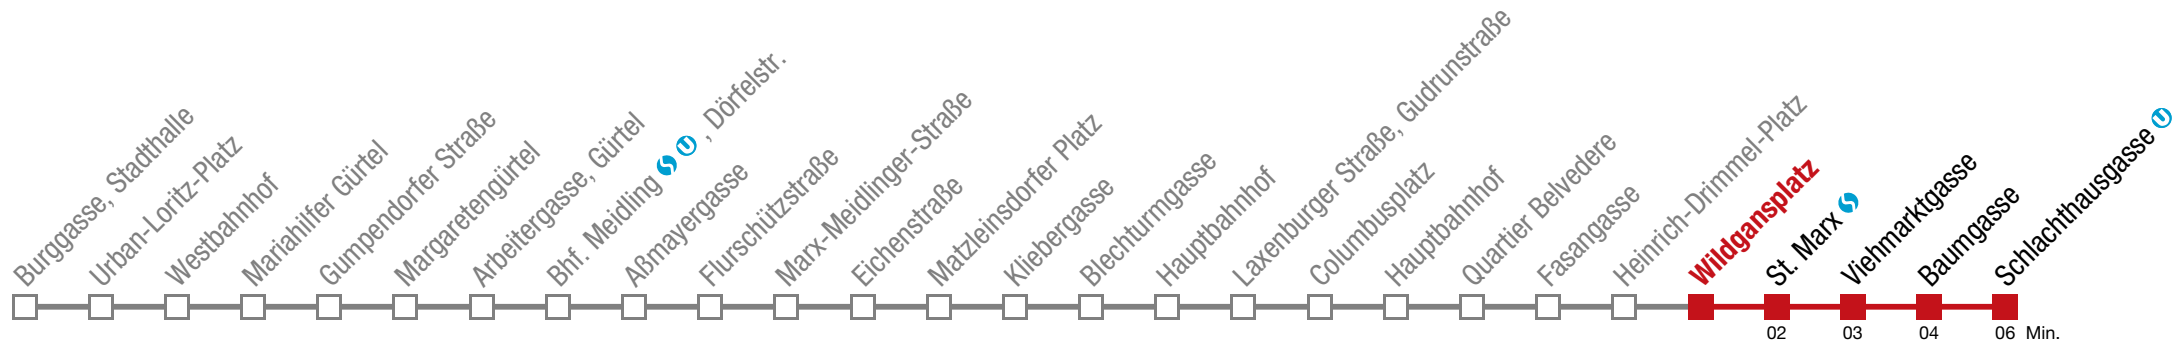 Burggasse, Stadthalle
Urban-Loritz-Platz
Westbahnhof
Mariahilfer Gürtel
Gumpendorfer Straße
Margaretengürtel
Arbeitergasse, Gürtel
Bhf. Meidling S U , Dörfelstr.
Aßmayergasse
Flurschützstraße
Marx-Meidlinger-Straße
Eichenstraße
Matzleinsdorfer Platz
Kliebergasse
Blechturmgasse
Hauptbahnhof
Laxenburger Straße, Gudrunstraße
Columbusplatz
Hauptbahnhof
Quartier Belvedere
Fasangasse
Heinrich-Drimmel-Platz
Wildgansplatz
St. Marx S
Viehmarktgasse
Baumgasse
Schlachthausgasse U
02 03 04 06 Min.